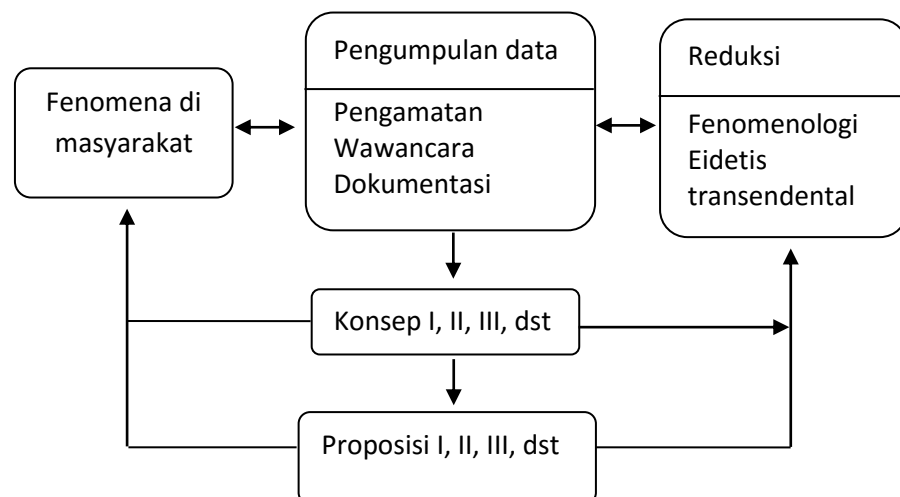 Fenomena di
masyarakat
Pengumpulan data
Pengamatan
Wawancara
Dokumentasi
Reduksi
Fenomenologi
Eidetis
transendental
Konsep I, II, III, dst
Proposisi I, II, III, dst